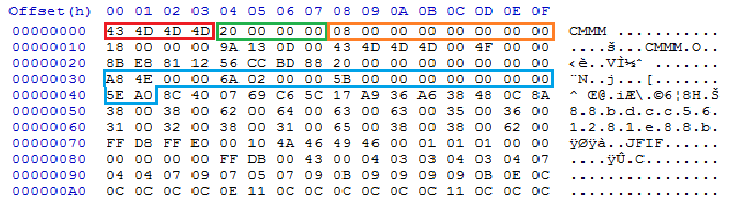 Offset(h) 00 01 02 03 04 05 06 07 08 09 0A 0B 0C 0D 0E 0F
00000000 43 4D 4D 4D 20 00 00 00 08 00 00 00 00 00 00 00 CMMM ...........
00000010 18 00 00 00 9A 13 0D 00 43 4D 4D 4D 00 4F 00 00 ....š...CMMM.O..
00000020 8B E8 81 12 56 CC BD 88 20 00 00 00 00 00 00 00 ‹è..VÌ½ˆ .......
00000030 A8 4E 00 00 6A 02 00 00 5B 00 00 00 00 00 00 00 ¨N..j...[.......
00000040 5E A0 8C 40 07 69 C6 5C 17 A9 36 A6 38 48 0C 8A ^ Œ@.iÆ\.©6¦8H.Š
00000050 38 00 38 00 62 00 64 00 63 00 63 00 35 00 36 00 8.8.b.d.c.c.5.6.
00000060 31 00 32 00 38 00 31 00 65 00 38 00 38 00 62 00 1.2.8.1.e.8.8.b.
00000070 FF D8 FF E0 00 10 4A 46 49 46 00 01 01 01 00 00 ÿØÿà..JFIF......
00000080 00 00 00 00 FF DB 00 43 00 04 03 04 03 04 07 ....ÿÛ.C........
00000090 04 04 07 09 07 05 07 09 0B 09 09 09 09 0B 0E 0C ................
000000A0 0C 0C 0C 0C 0E 11 0C 0C 0C 0C 0C 11 0C 0C 0C 0C ................